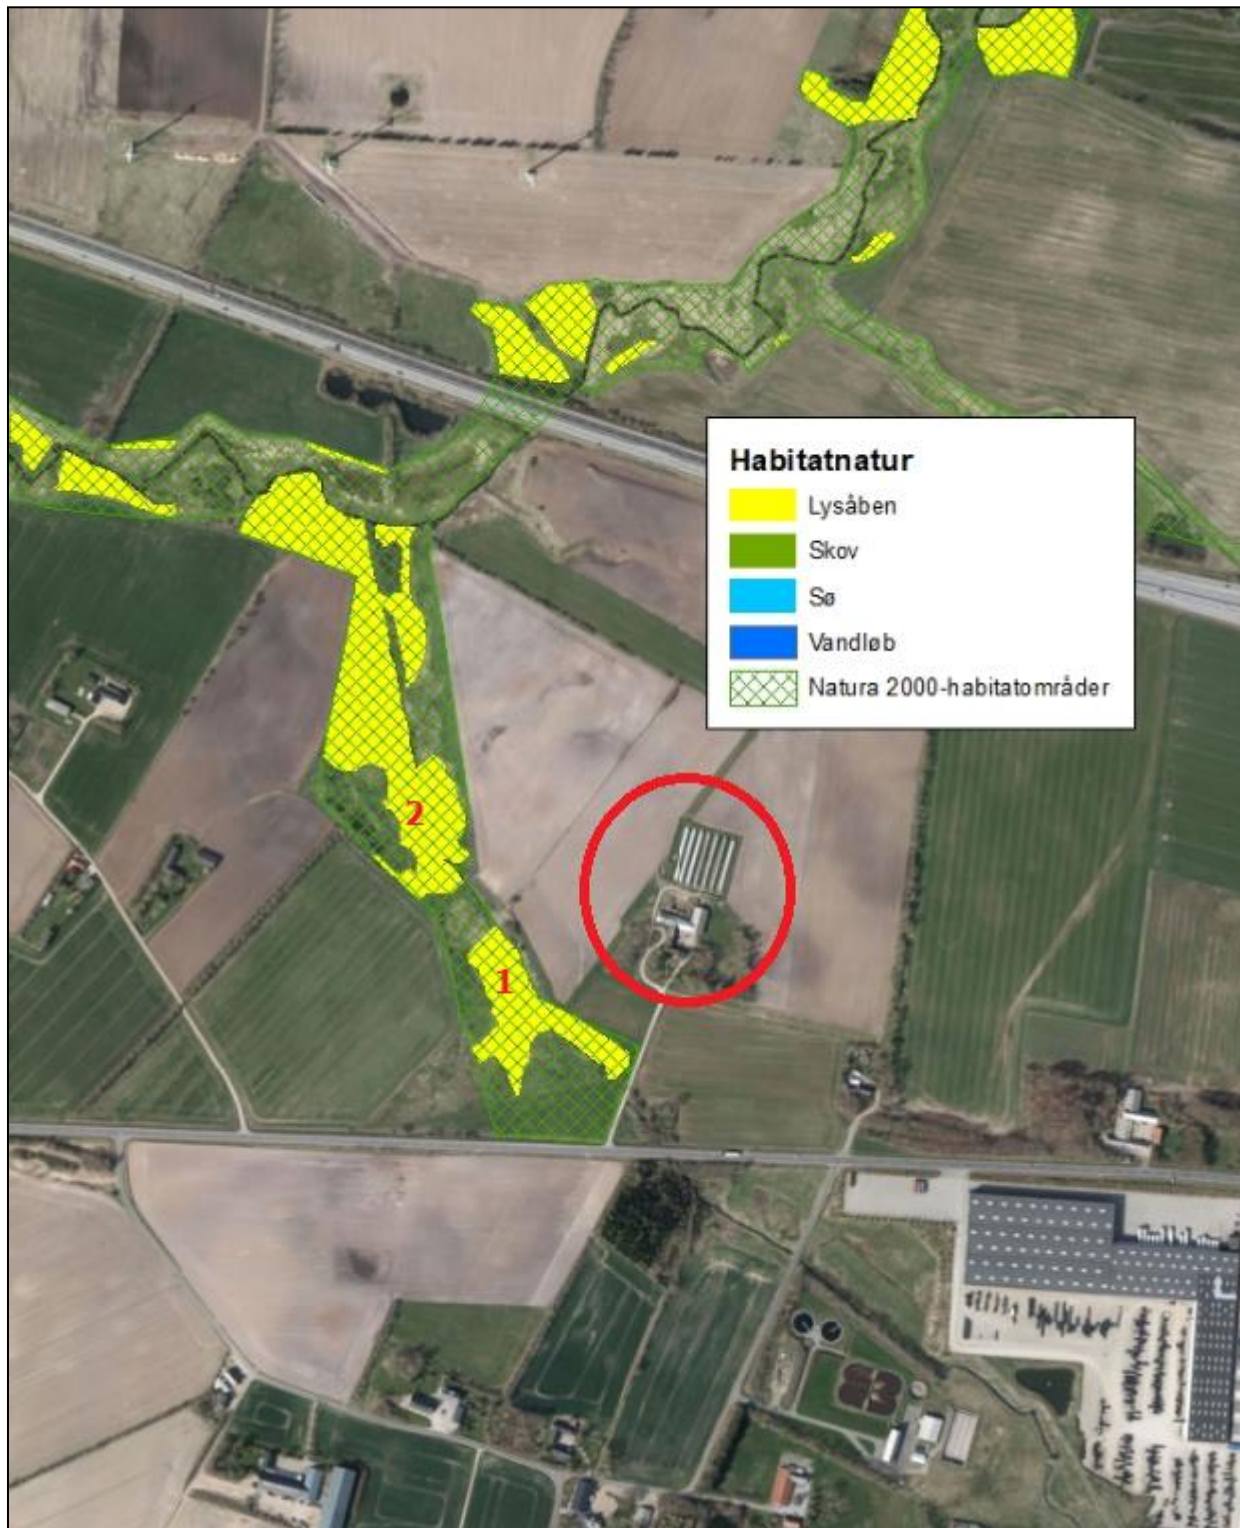 Habitatnatur
Lysåben
Skov
Sø
Vandløb
Natura 2000-habitatområder
2
1